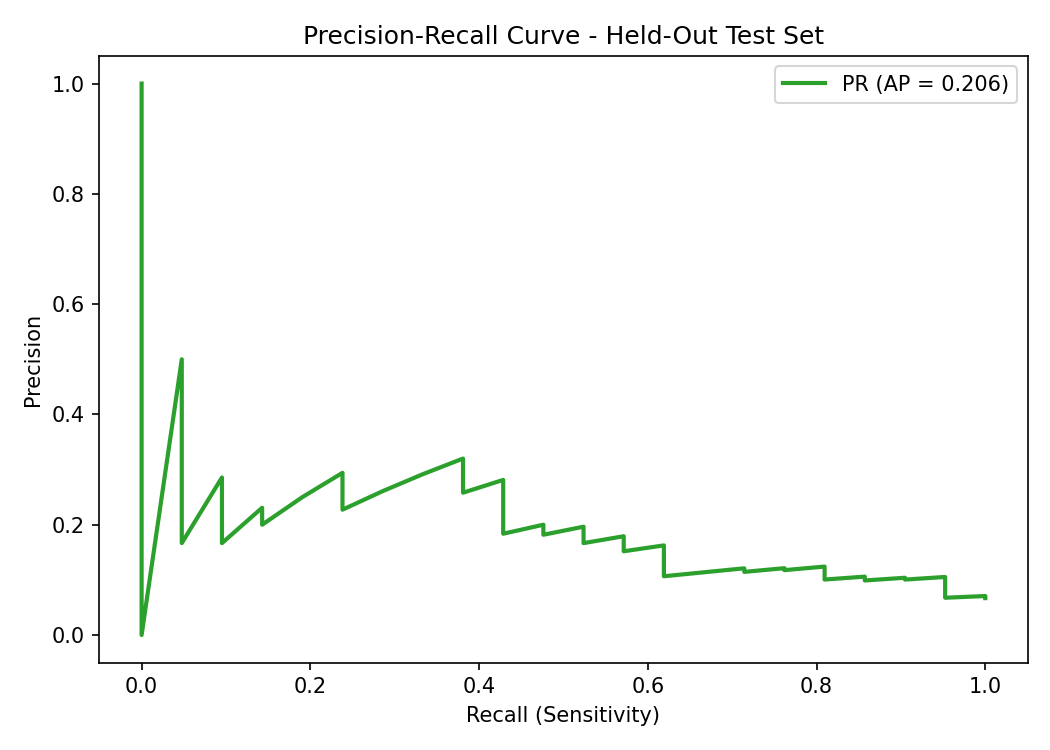 Precision-Recall Curve - Held-Out Test Set
PR (AP = 0.206)
Precision
1.0
0.8
0.6
0.4
0.2
0.0
0.0 0.2 0.4 0.6 0.8 1.0
Recall (Sensitivity)